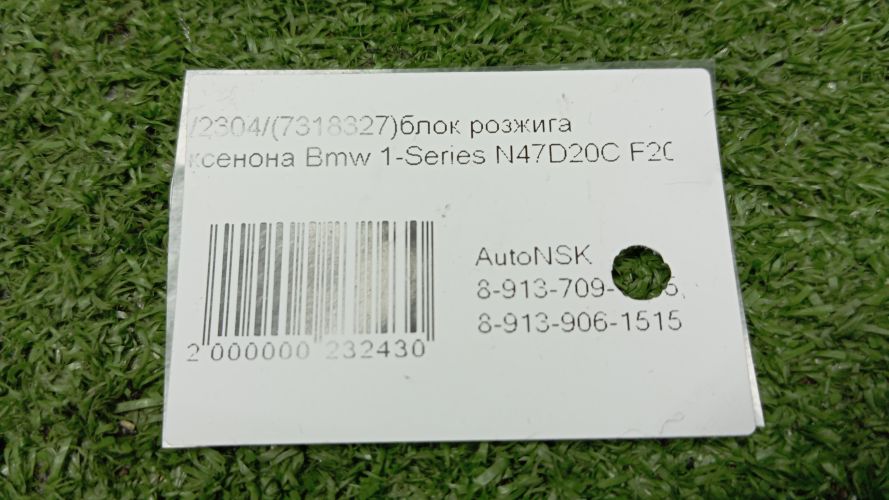 /2304/(7318327)блок розжига
ксенона Bmw 1-Series N47D20C F20
AutoNSK
8-913-906-1515
2 000000 232430